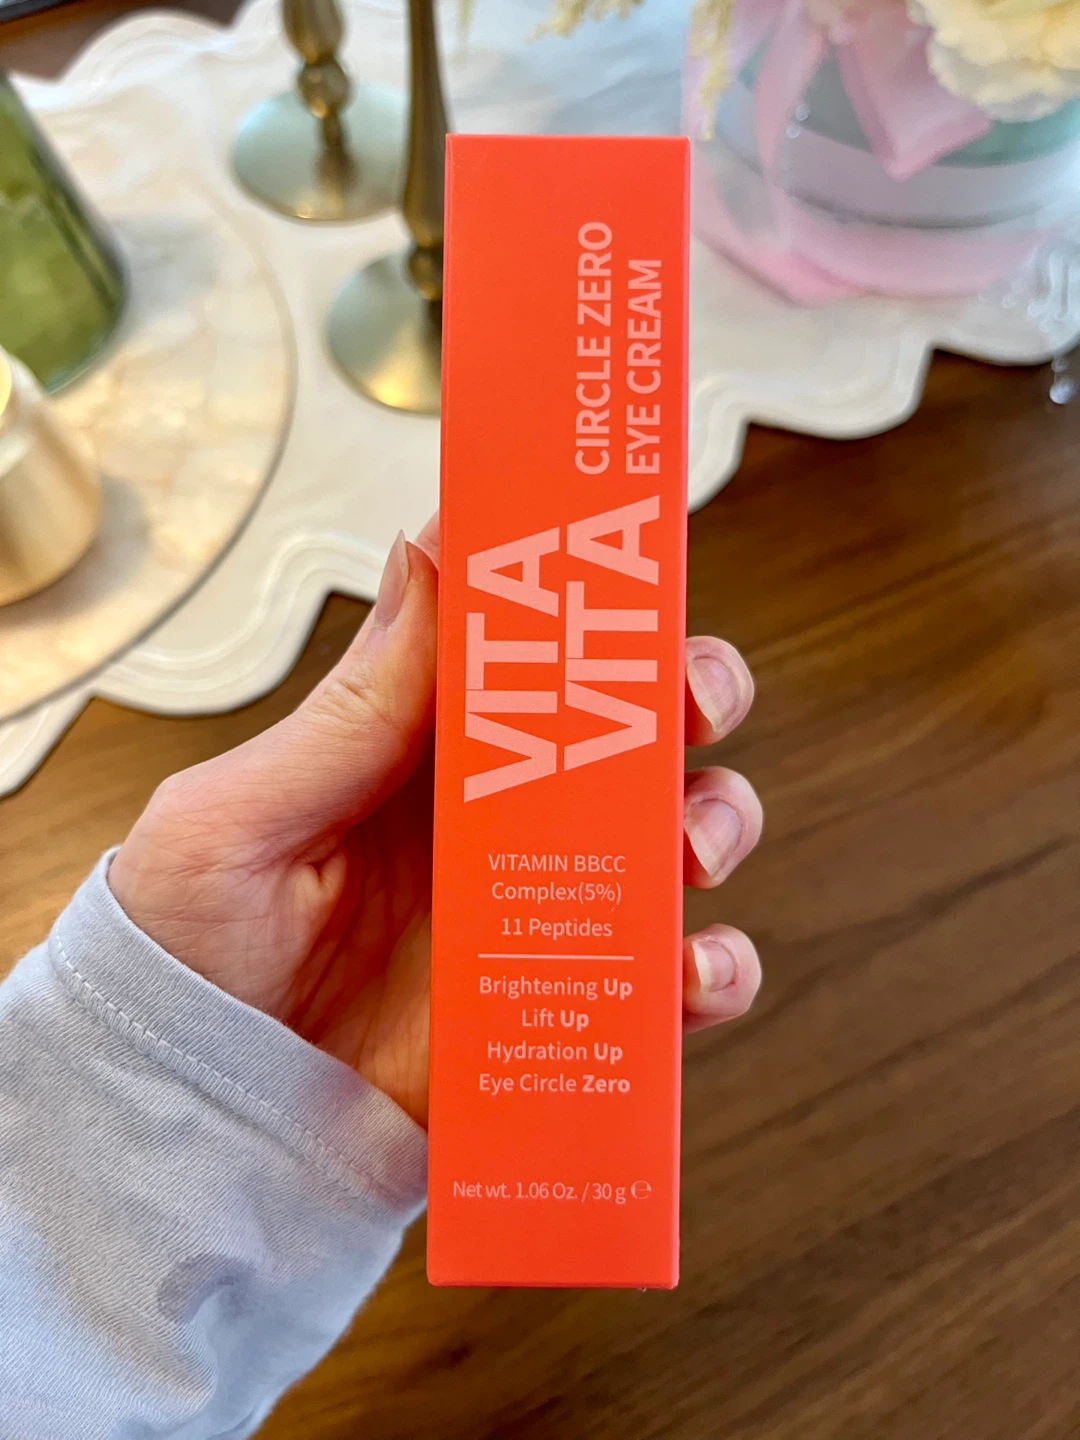 VITA
VITA
CIRCLE ZERO
EYE CREAM
VITAMIN BBCC
Complex(5%)
11 Peptides
Brightening Up
Lift Up
Hydration Up
Eye Circle Zero
Net wt. 1.06 Oz. / 30 g ℮